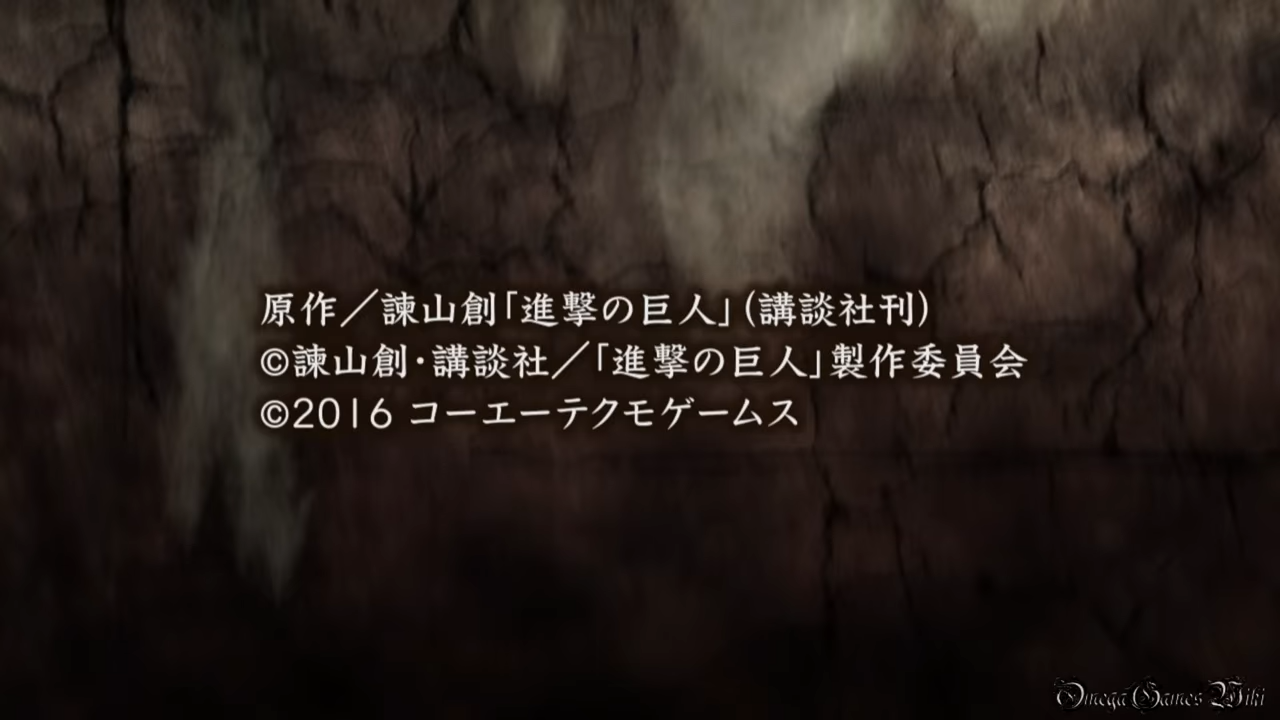 原作／諫山創「進撃の巨人」(講談社刊)
©諫山創・講談社／「進撃の巨人」製作委員会
©2016 コーエーテクモゲームス
Omega Games Wiki